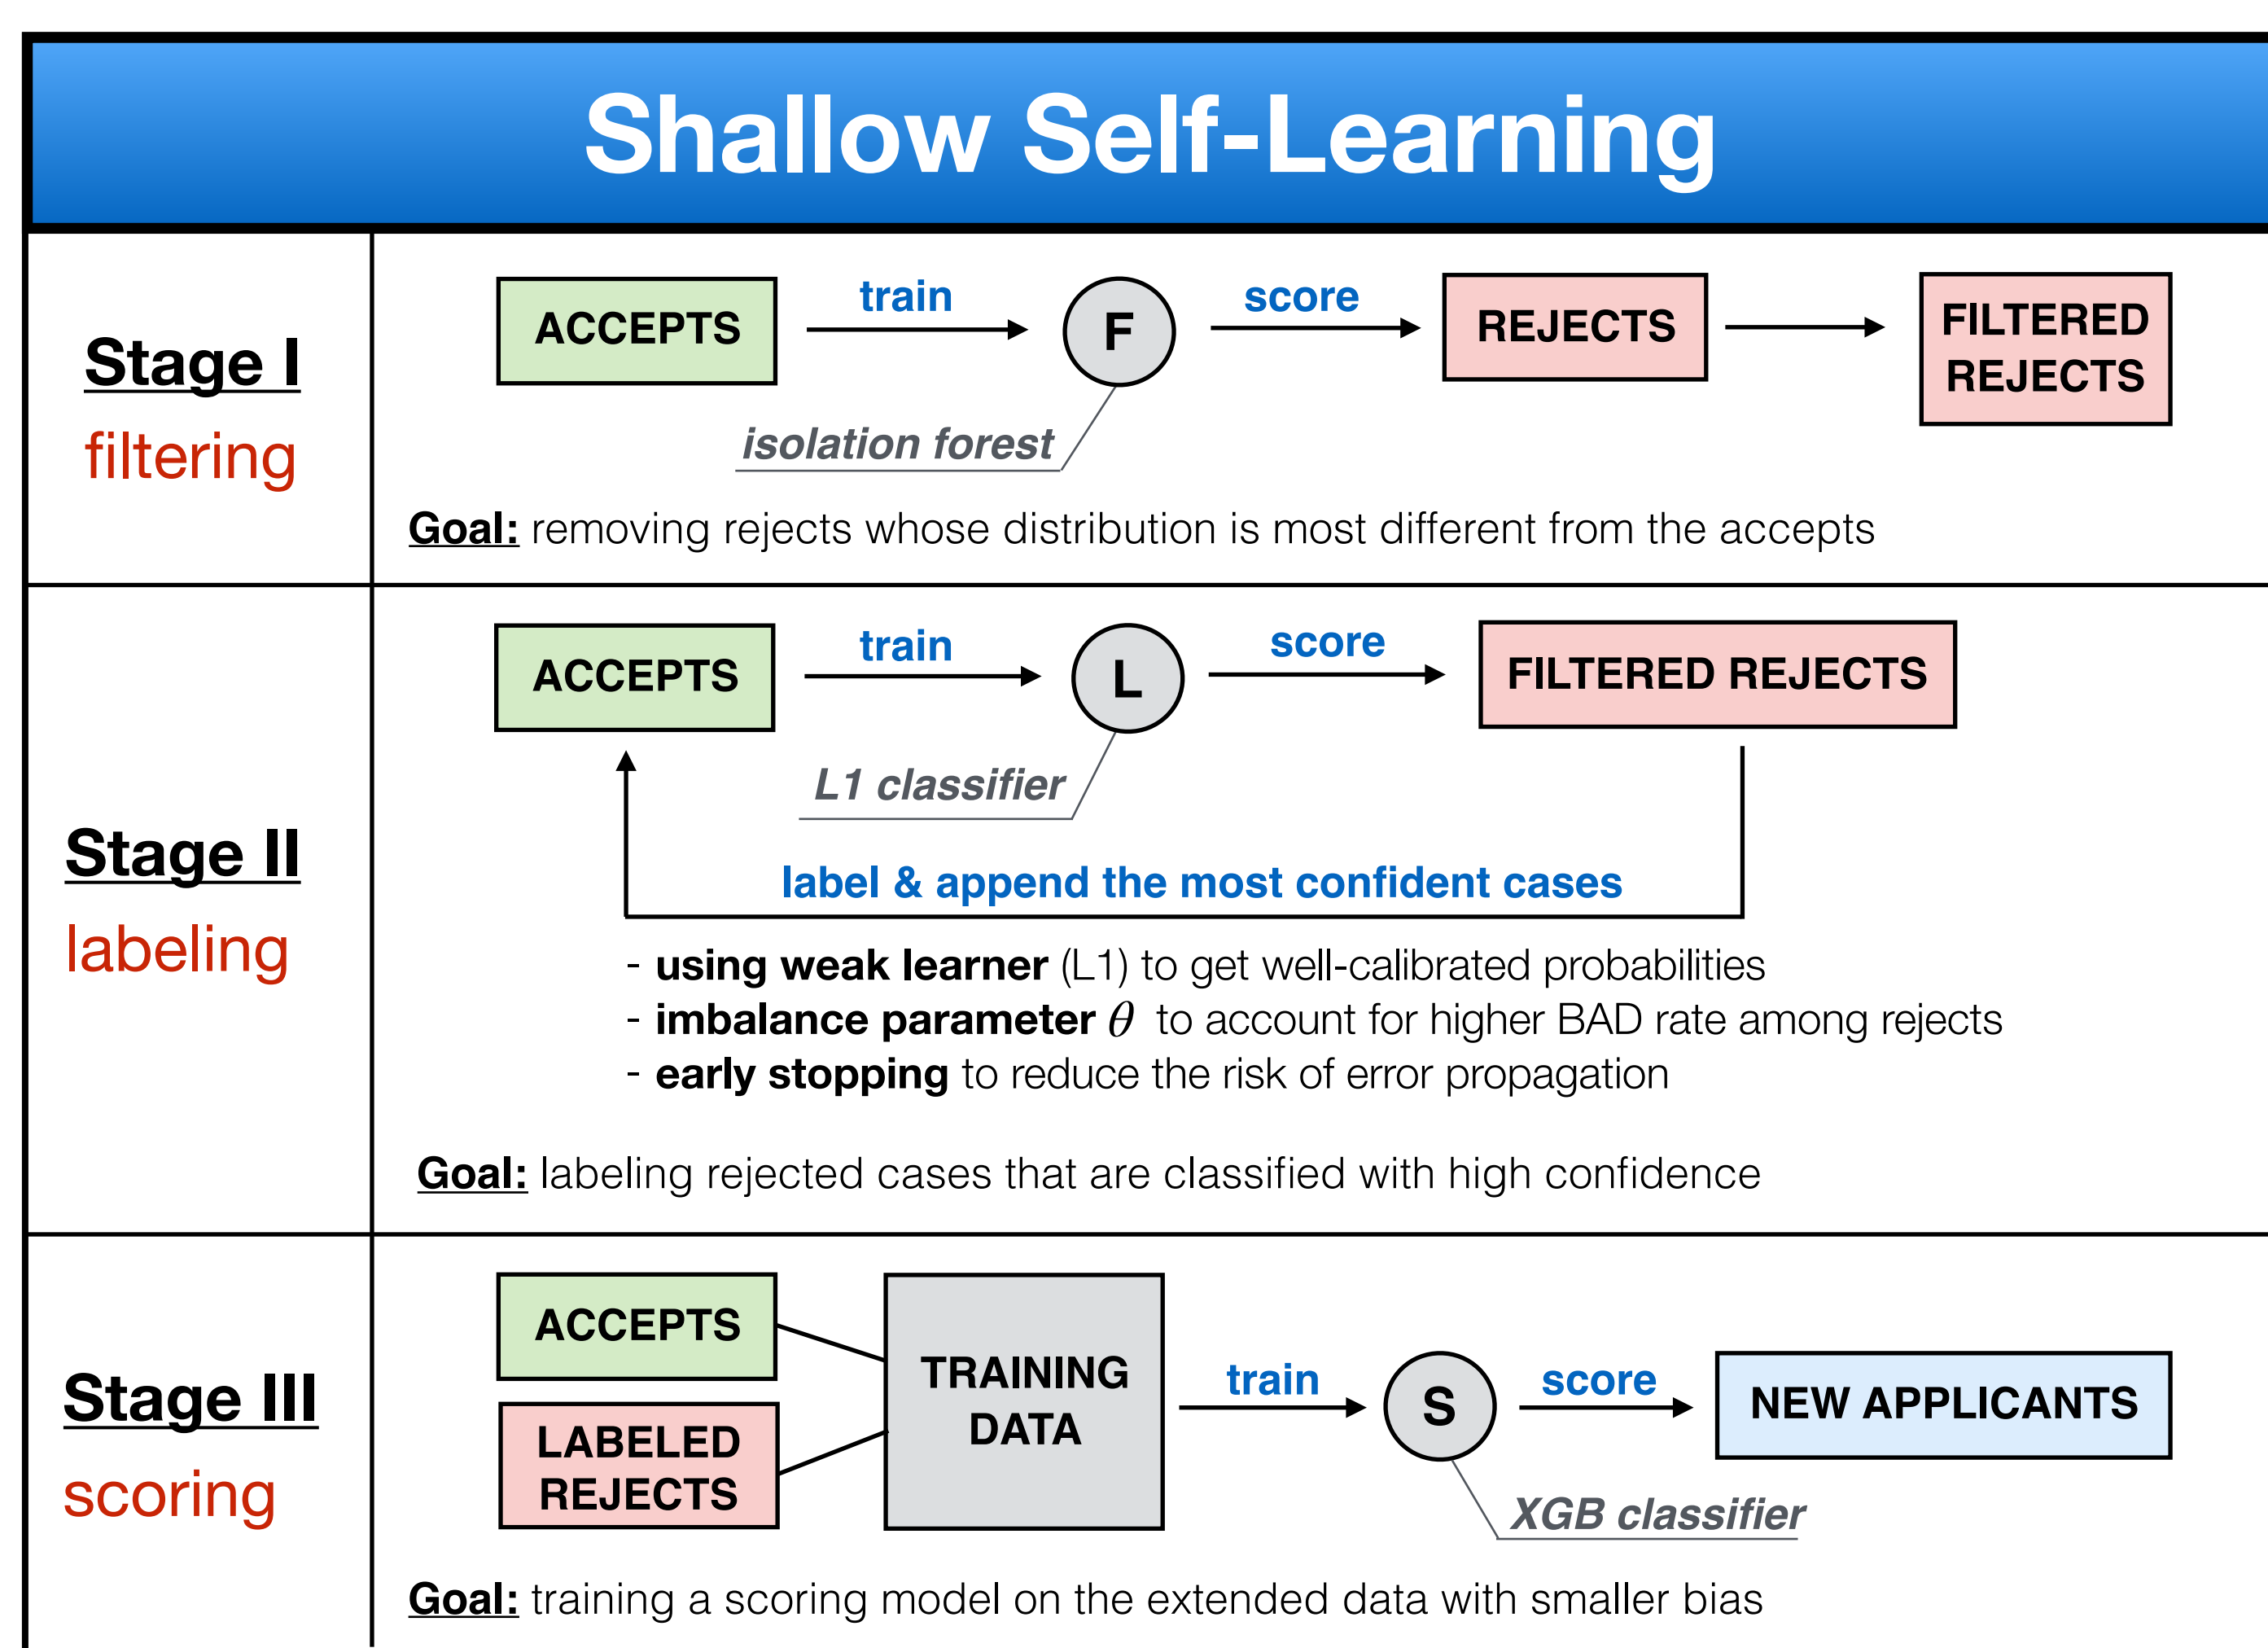 Shallow Self-Learning
Stage I
filtering
ACCEPTS
train
F
score
REJECTS
FILTERED
REJECTS
isolation forest
Goal: removing rejects whose distribution is most different from the accepts
Stage II
labeling
ACCEPTS
train
L
score
FILTERED REJECTS
L1 classifier
label & append the most confident cases
- using weak learner (L1) to get well-calibrated probabilities
- imbalance parameter θ to account for higher BAD rate among rejects
- early stopping to reduce the risk of error propagation
Goal: labeling rejected cases that are classified with high confidence
Stage III
scoring
ACCEPTS
LABELED
REJECTS
TRAINING
DATA
train
S
score
NEW APPLICANTS
XGB classifier
Goal: training a scoring model on the extended data with smaller bias